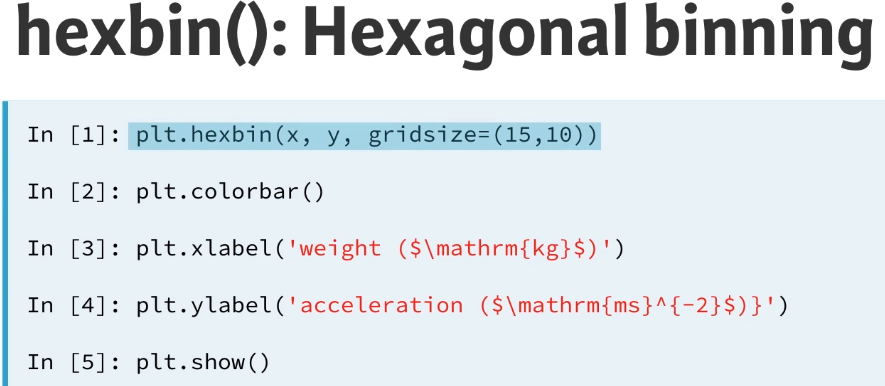 hexbin(): Hexagonal binning
In [1]: plt.hexbin(x, y, gridsize=(15,10))
In [2]: plt.colorbar()
In [3]: plt.xlabel('weight ($\mathrm{kg}$)')
In [4]: plt.ylabel('acceleration ($\mathrm{ms}^{-2}$)}')
In [5]: plt.show()